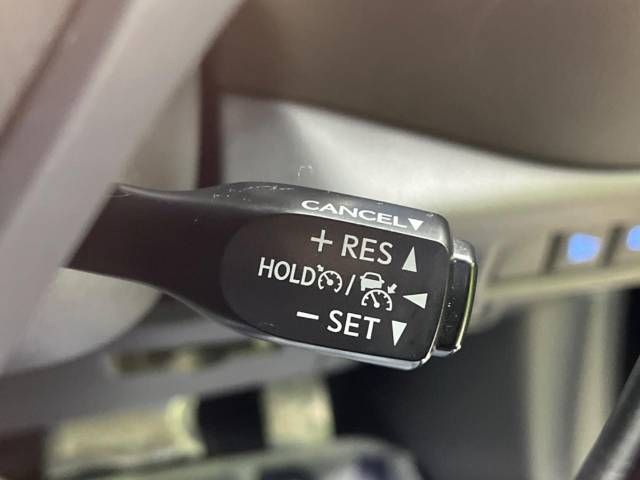 CANCEL▼
+ RES ▲
HOLD / ◀
− SET ▼